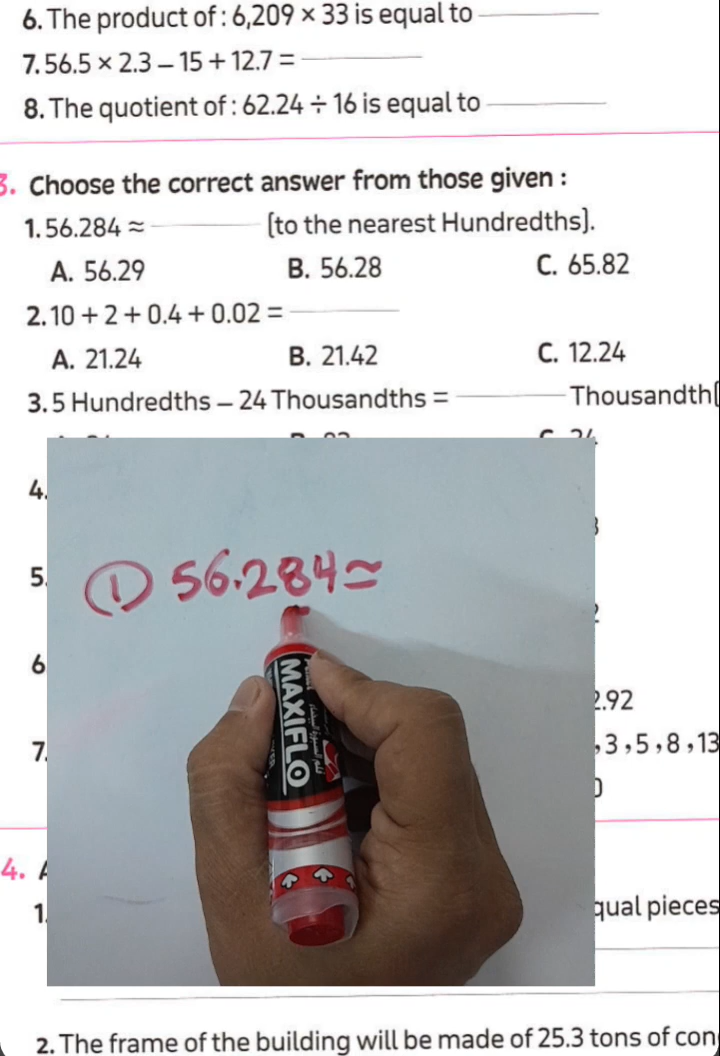 6. The product of : 6,209 × 33 is equal to
7. 56.5 × 2.3 – 15 + 12.7 =
8. The quotient of : 62.24 ÷ 16 is equal to
3. Choose the correct answer from those given :
1. 56.284 ≈ (to the nearest Hundredths).
A. 56.29 B. 56.28 C. 65.82
2. 10 + 2 + 0.4 + 0.02 =
A. 21.24 B. 21.42 C. 12.24
3. 5 Hundredths – 24 Thousandths = Thousandth
4.
① 56.284 ≃
5.
6
MAXIFLO
2.92
7. , 3 , 5 , 8 , 13
4.
1. qual pieces
2. The frame of the building will be made of 25.3 tons of con